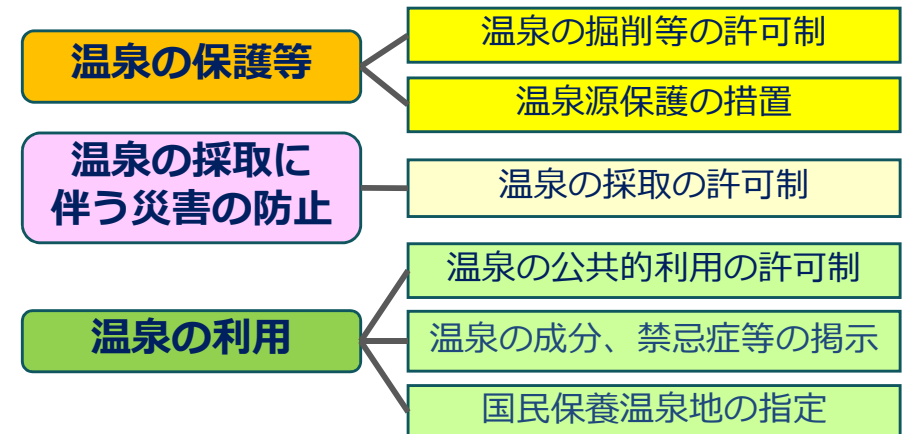 温泉の保護等
温泉の掘削等の許可制
温泉源保護の措置
温泉の採取に
伴う災害の防止
温泉の採取の許可制
温泉の利用
温泉の公共的利用の許可制
温泉の成分、禁忌症等の掲示
国民保養温泉地の指定